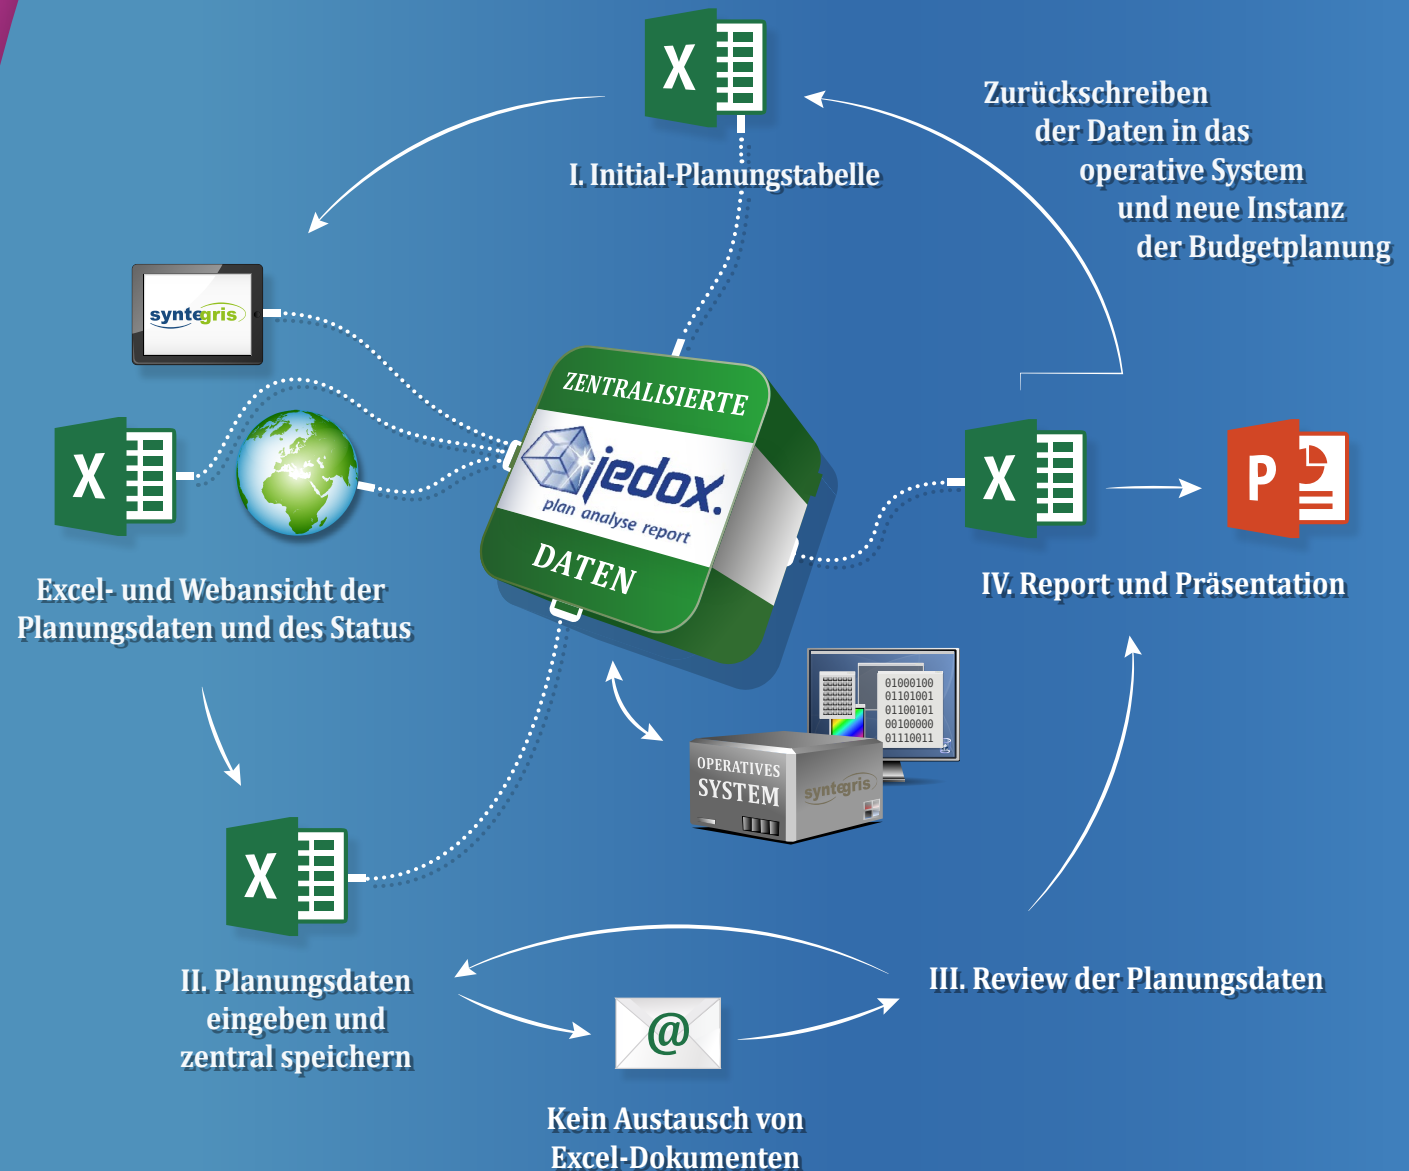 X
I. Initial-Planungstabelle
Zurückschreiben
der Daten in das
operative System
und neue Instanz
der Budgetplanung
syntegris
X
Excel- und Webansicht der
Planungsdaten und des Status
ZENTRALISIERTE
jedox.
plan analyse report
DATEN
X
P
IV. Report und Präsentation
01000100
01101001
01100101
00100000
01110011
OPERATIVES
SYSTEM
syntegris
X
II. Planungsdaten
eingeben und
zentral speichern
@
Kein Austausch von
Excel-Dokumenten
III. Review der Planungsdaten